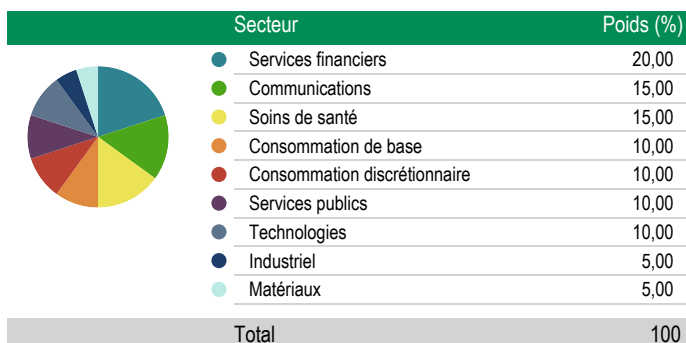 Secteur Poids (%)
Services financiers 20,00
Communications 15,00
Soins de santé 15,00
Consommation de base 10,00
Consommation discrétionnaire 10,00
Services publics 10,00
Technologies 10,00
Industriel 5,00
Matériaux 5,00
Total 100